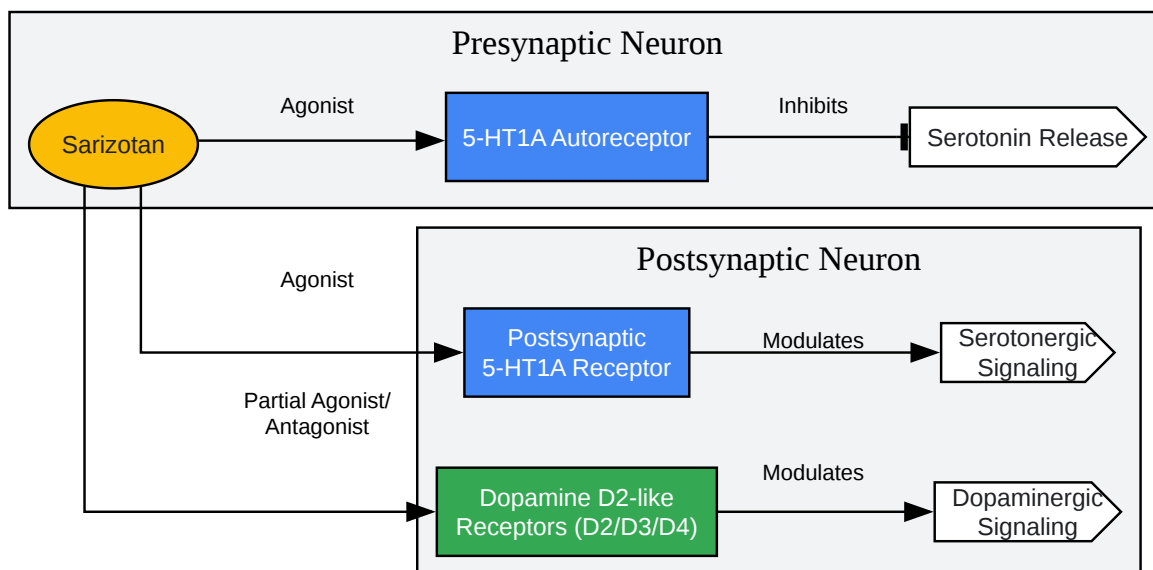 Presynaptic Neuron
Sarizotan
Agonist
5-HT1A Autoreceptor
Inhibits
Serotonin Release
Postsynaptic Neuron
Agonist
Postsynaptic
5-HT1A Receptor
Modulates
Serotonergic
Signaling
Partial Agonist/
Antagonist
Dopamine D2-like
Receptors (D2/D3/D4)
Modulates
Dopaminergic
Signaling